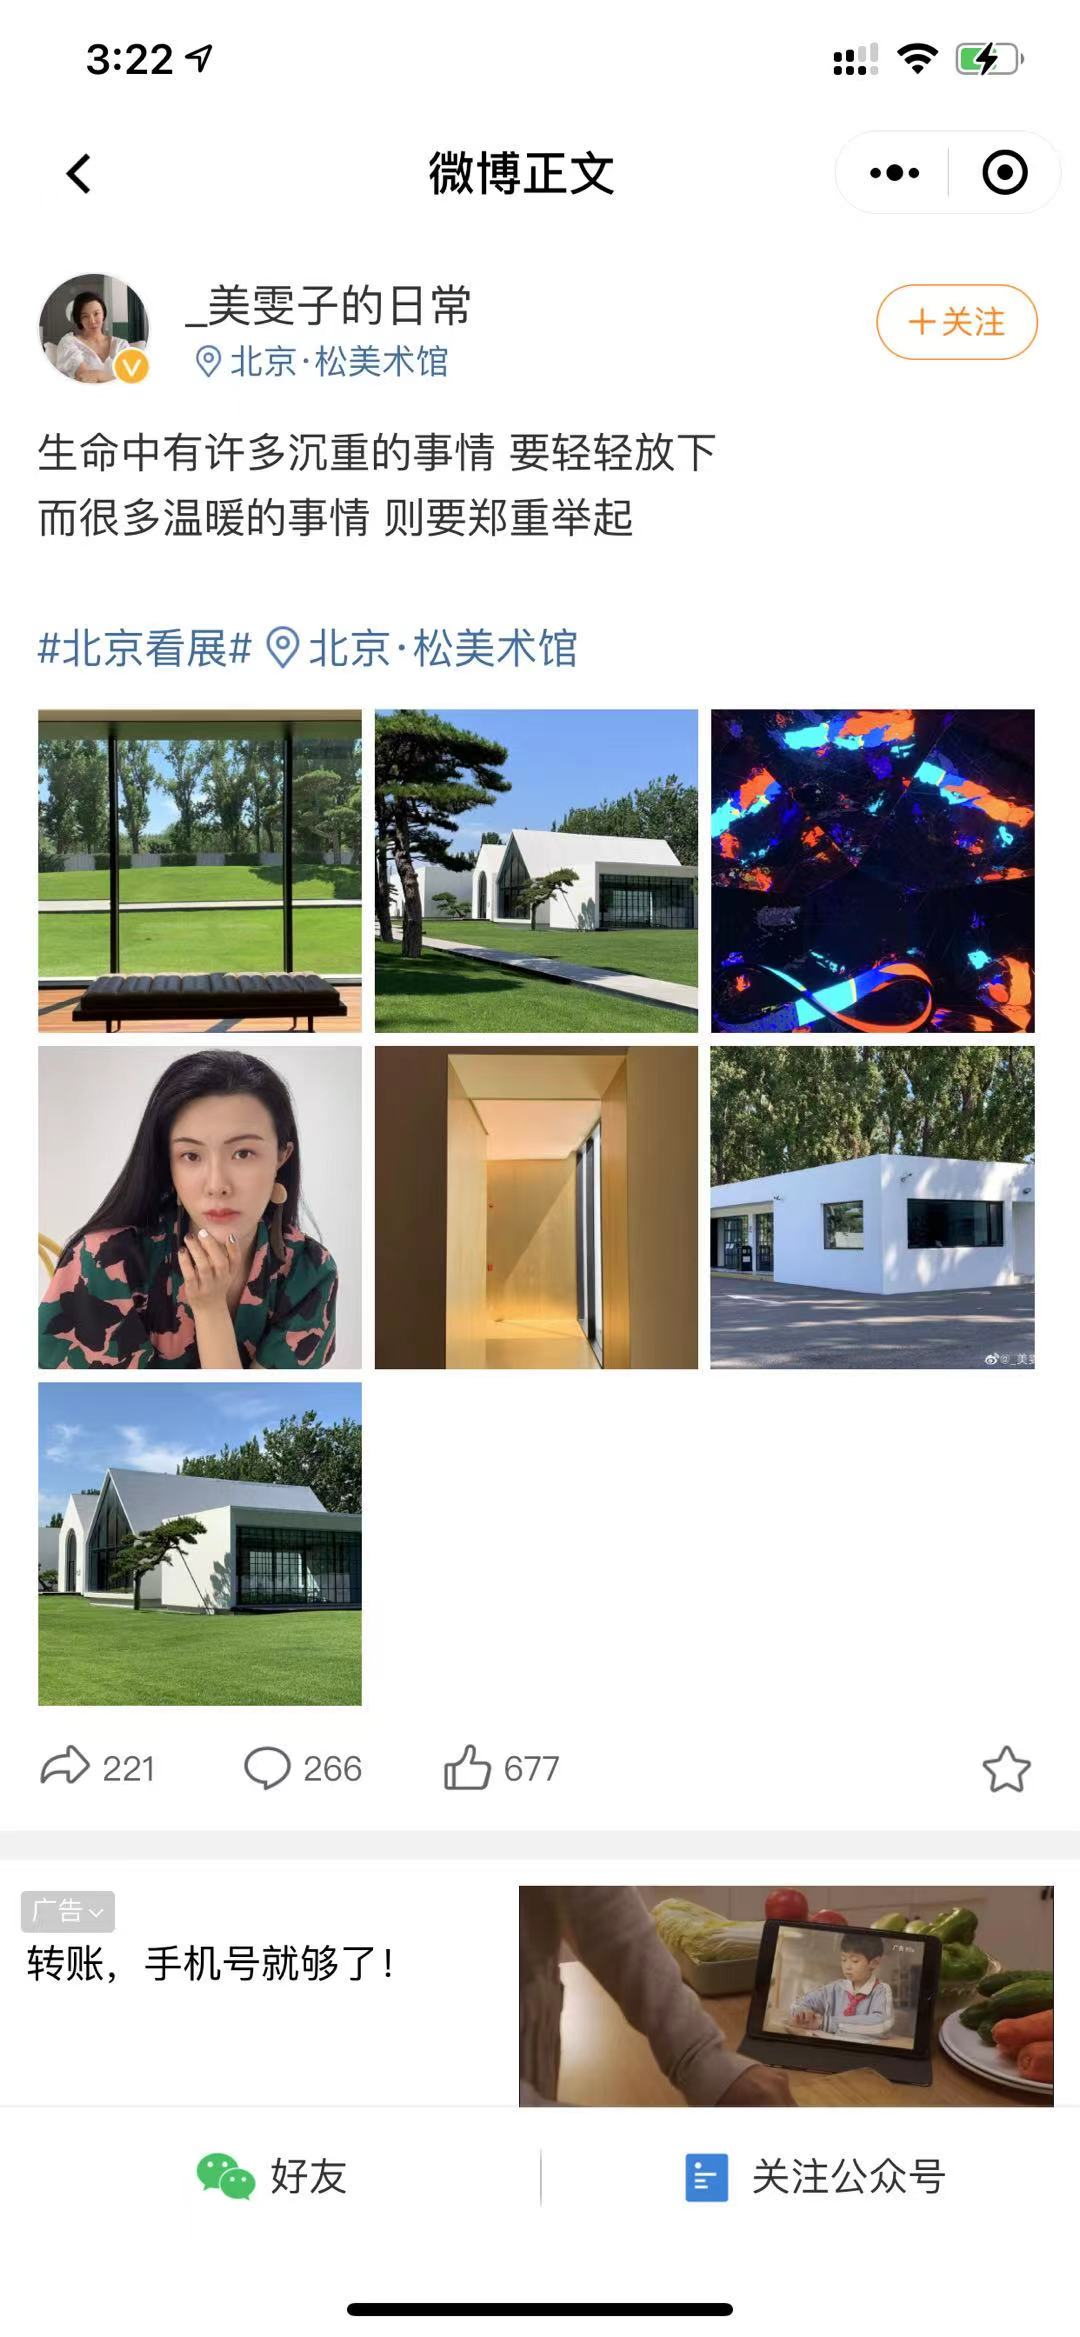 3:22
微博正文
_美雯子的日常
北京·松美术馆
+关注
生命中有许多沉重的事情 要轻轻放下
而很多温暖的事情 则要郑重举起
#北京看展# 北京·松美术馆
@_美雯
221
266
677
广告
转账，手机号就够了！
好友
关注公众号